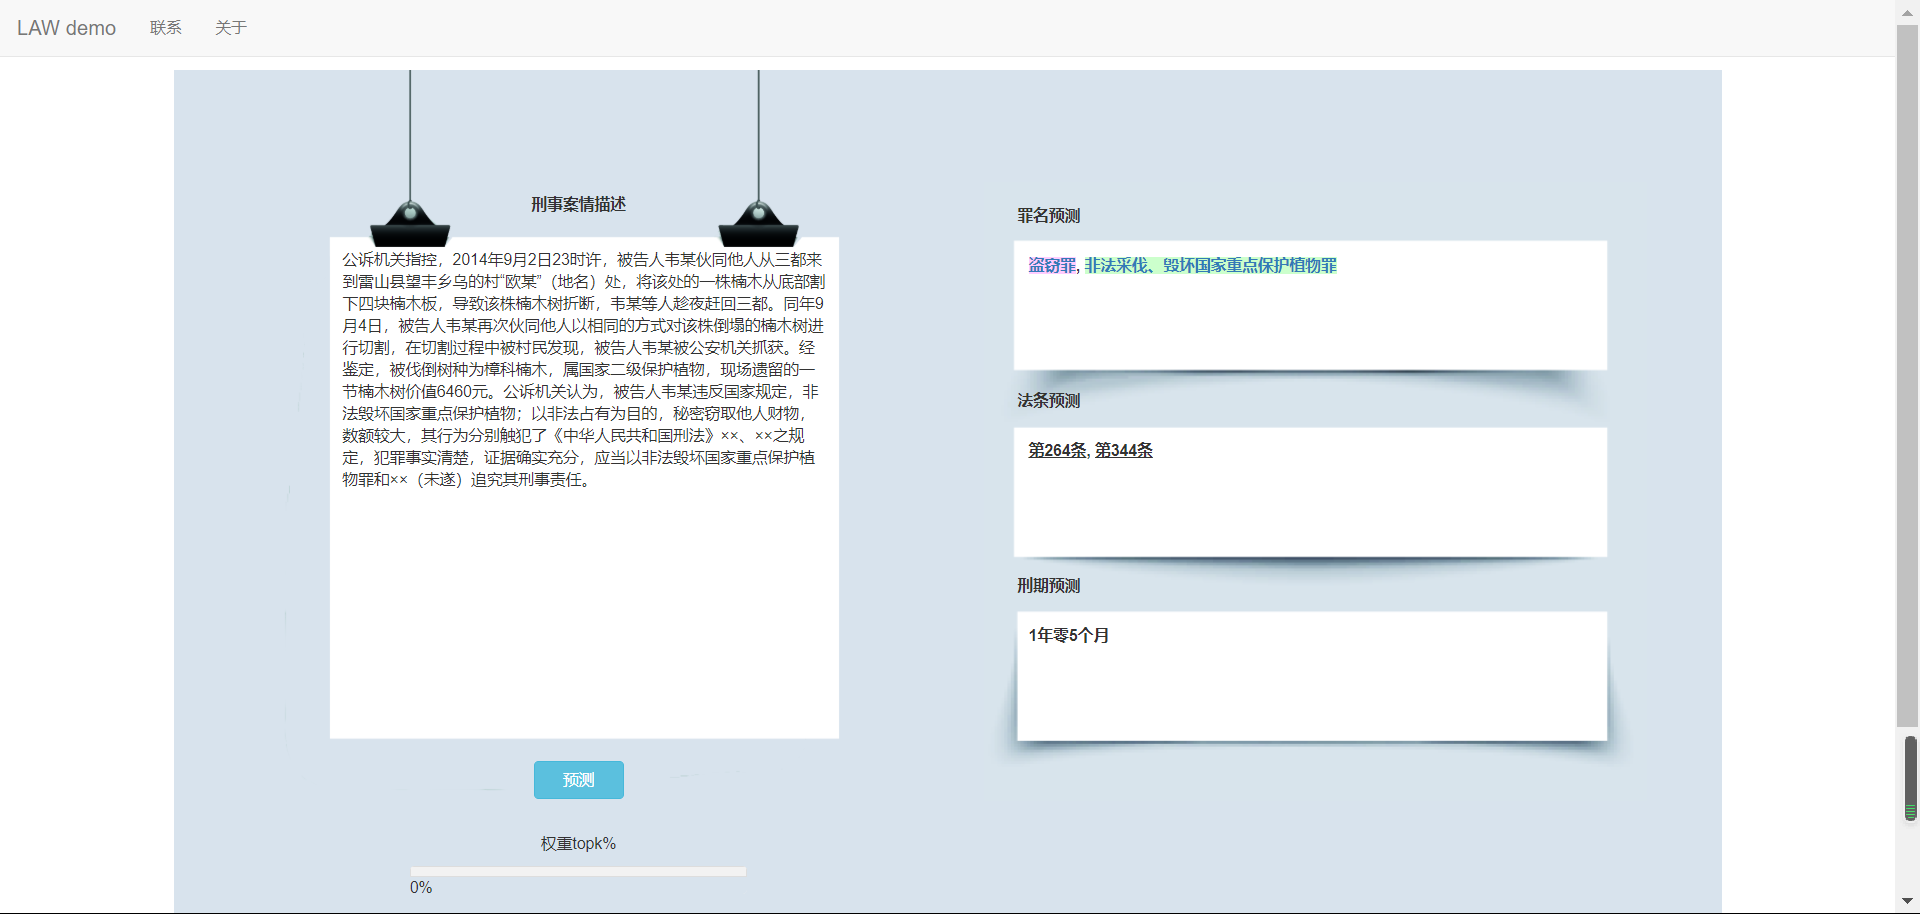 LAW demo 联系 关于
刑事案情描述
公诉机关指控，2014年9月2日23时许，被告人韦某伙同他人从三都来
到雷山县望丰乡乌的村“欧某”（地名）处，将该处的一株楠木从底部割
下四块楠木板，导致该株楠木树折断，韦某等人趁夜赶回三都。同年9
月4日，被告人韦某再次伙同他人以相同的方式对该株倒塌的楠木树进
行切割，在切割过程中被村民发现，被告人韦某被公安机关抓获。经
鉴定，被伐倒树种为樟科楠木，属国家二级保护植物，现场遗留的一
节楠木树价值6460元。公诉机关认为，被告人韦某违反国家规定，非
法毁坏国家重点保护植物；以非法占有为目的，秘密窃取他人财物，
数额较大，其行为分别触犯了《中华人民共和国刑法》××、××之规
定，犯罪事实清楚，证据确实充分，应当以非法毁坏国家重点保护植
物罪和××（未遂）追究其刑事责任。
预测
权重topk%
0%
罪名预测
盗窃罪, 非法采伐、毁坏国家重点保护植物罪
法条预测
第264条, 第344条
刑期预测
1年零5个月